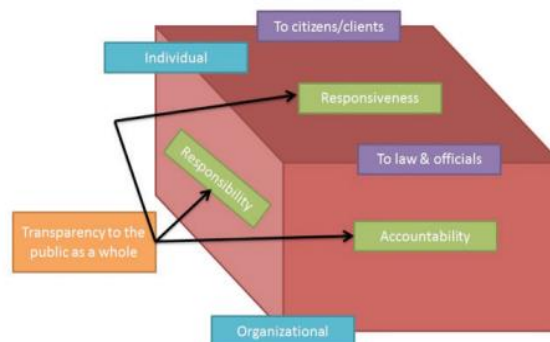 To citizens/clients
Individual
Responsiveness
Responsibility
To law & officials
Transparency to the
public as a whole
Accountability
Organizational